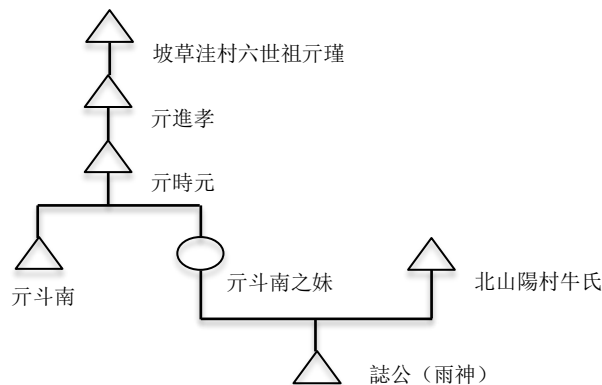 坡草洼村六世祖亓瑾
亓進孝
亓時元
亓斗南
亓斗南之妹
北山陽村牛氏
誌公（雨神）